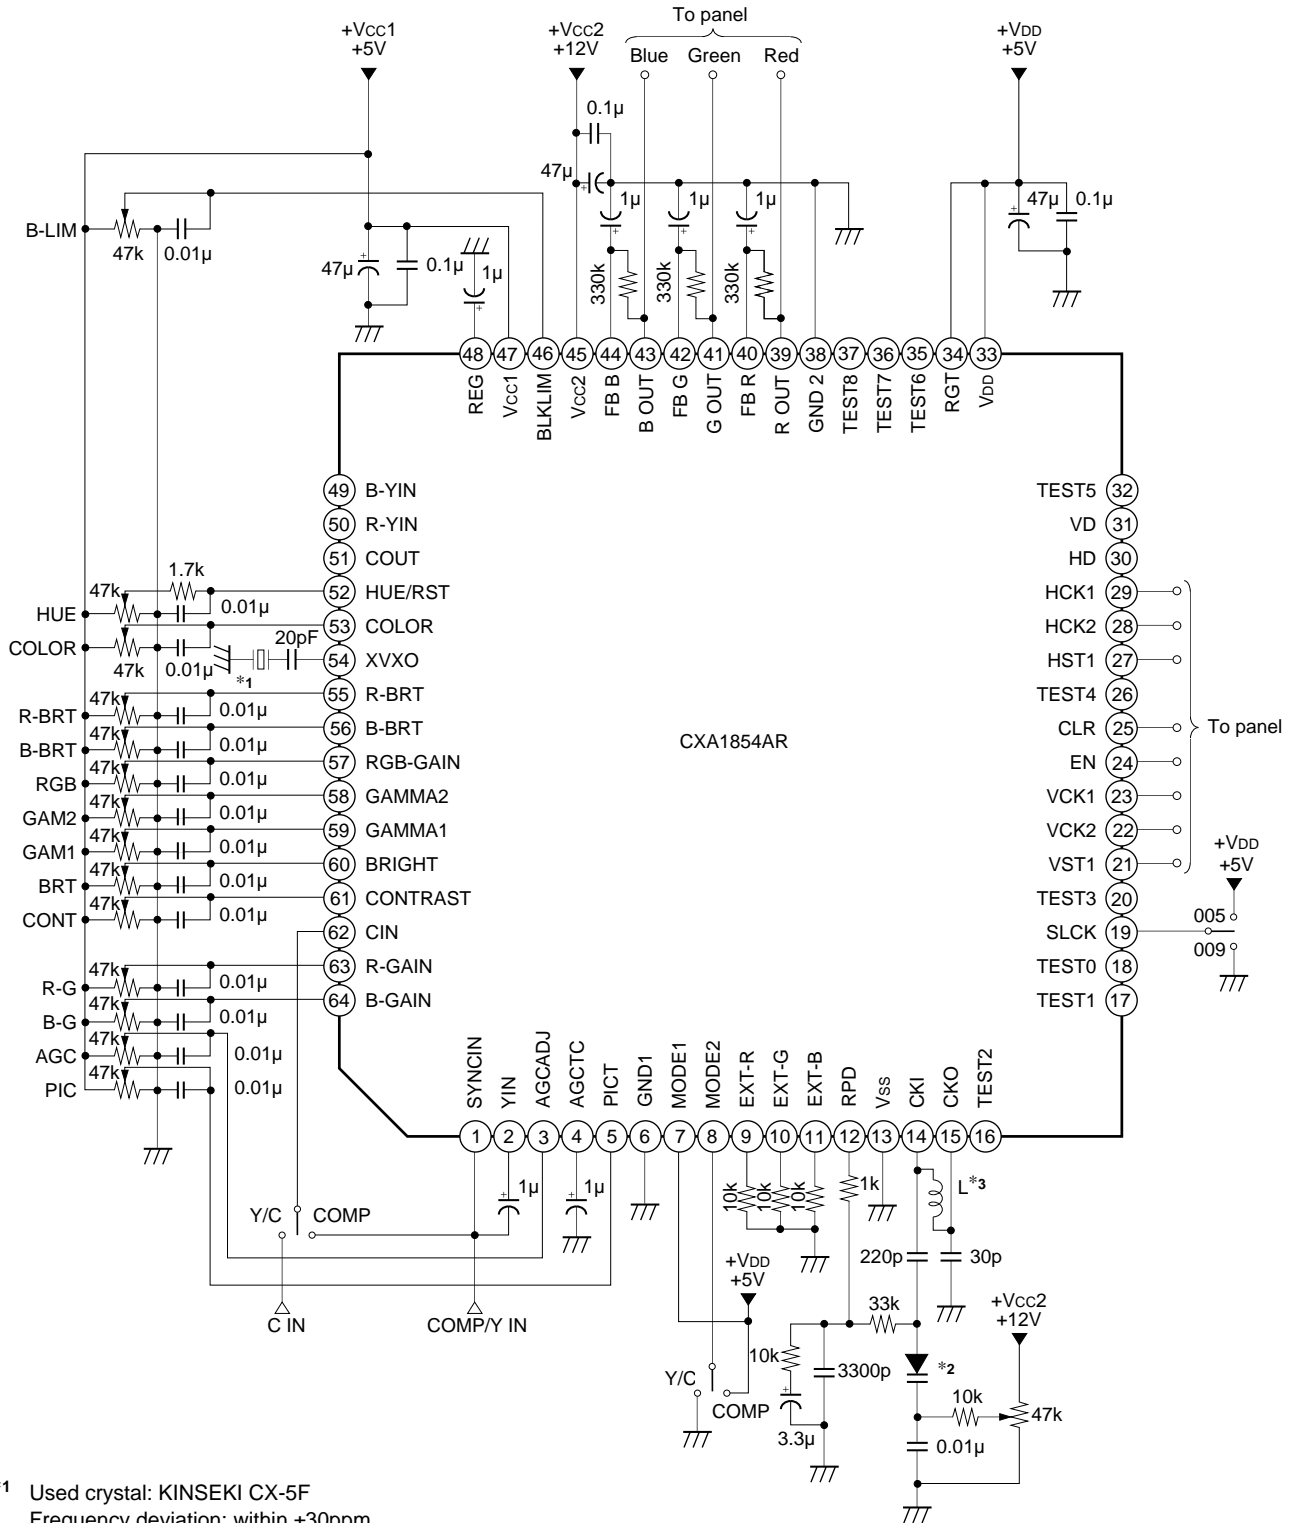 To panel
+VCC1
+5V
+VCC2
+12V
+VDD
+5V
Blue
Green
Red
0.1μ
47μ
1μ
1μ
1μ
47μ
0.1μ
B-LIM
47k
0.01μ
47μ
0.1μ
1μ
330k
330k
330k
48
47
46
45
44
43
42
41
40
39
38
37
36
35
34
33
REG
VCC1
BLKLIM
VCC2
FB B
B OUT
FB G
G OUT
FB R
R OUT
GND 2
TEST8
TEST7
TEST6
RGT
VDD
49 B-YIN
50 R-YIN
51 COUT
52 HUE/RST
53 COLOR
54 XVXO
55 R-BRT
56 B-BRT
57 RGB-GAIN
58 GAMMA2
59 GAMMA1
60 BRIGHT
61 CONTRAST
62 CIN
63 R-GAIN
64 B-GAIN
1.7k
47k
HUE
0.01μ
COLOR
47k
0.01μ
20pF
*1
47k
R-BRT
0.01μ
47k
B-BRT
0.01μ
47k
RGB
0.01μ
47k
GAM2
0.01μ
47k
GAM1
0.01μ
47k
BRT
0.01μ
47k
CONT
0.01μ
47k
R-G
0.01μ
47k
B-G
0.01μ
47k
AGC
0.01μ
47k
PIC
0.01μ
CXA1854AR
TEST5 32
VD 31
HD 30
HCK1 29
HCK2 28
HST1 27
TEST4 26
CLR 25
EN 24
VCK1 23
VCK2 22
VST1 21
TEST3 20
SLCK 19
TEST0 18
TEST1 17
To panel
+VDD
+5V
005
009
SYNCIN
YIN
AGCADJ
AGCTC
PICT
GND1
MODE1
MODE2
EXT-R
EXT-G
EXT-B
RPD
VSS
CKI
CKO
TEST2
1
2
3
4
5
6
7
8
9
10
11
12
13
14
15
16
1μ
1μ
10k
10k
10k
1k
L*3
Y/C
COMP
220p
30p
C IN
COMP/Y IN
+VDD
+5V
33k
+VCC2
+12V
10k
3300p
*2
Y/C
COMP
3.3μ
10k
47k
0.01μ
*1 Used crystal: KINSEKI CX-5F
Frequency deviation: within ±30ppm